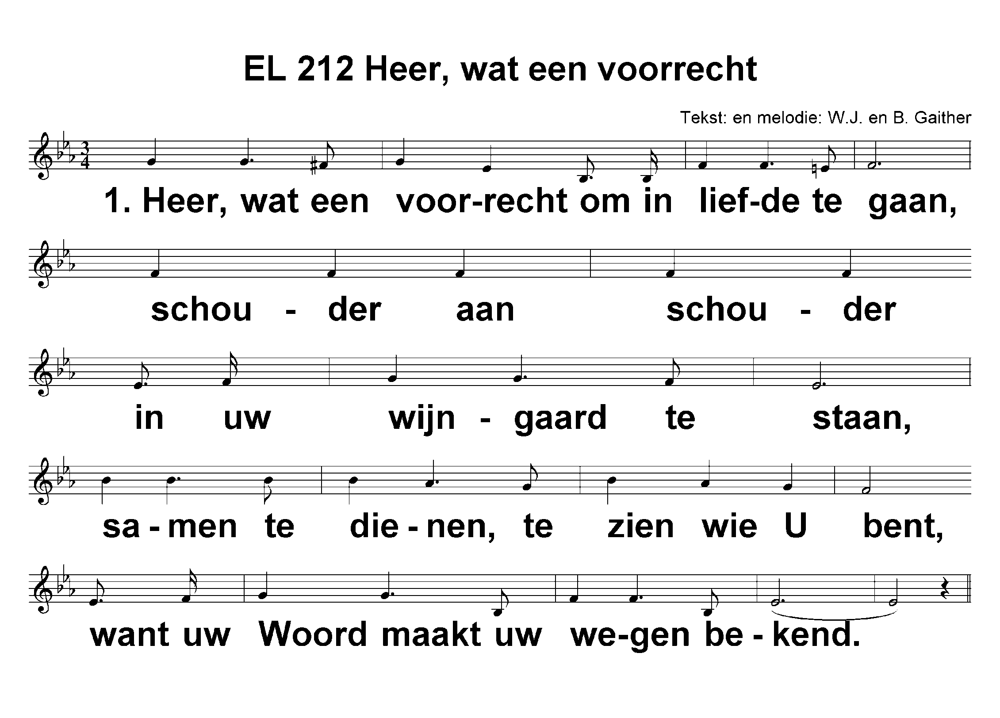 EL 212 Heer, wat een voorrecht
Tekst: en melodie: W.J. en B. Gaither
3
4
1. Heer, wat een voor-recht om in lief-de te gaan,
schou - der aan schou - der
in uw wijn - gaard te staan,
sa - men te die - nen, te zien wie U bent,
want uw Woord maakt uw we-gen be - kend.